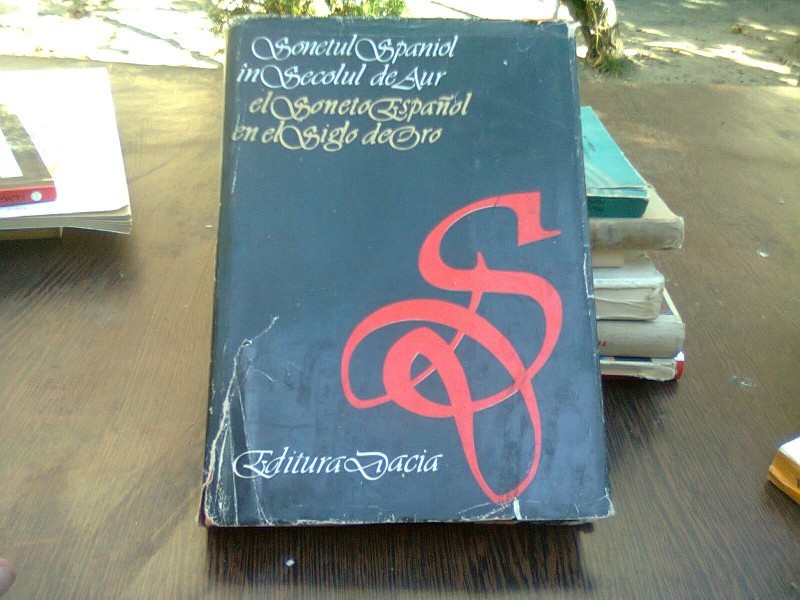 Sonetul Spaniol
in Secolul de Aur
el Soneto Español
en el Siglo de Oro
Editura Dacia